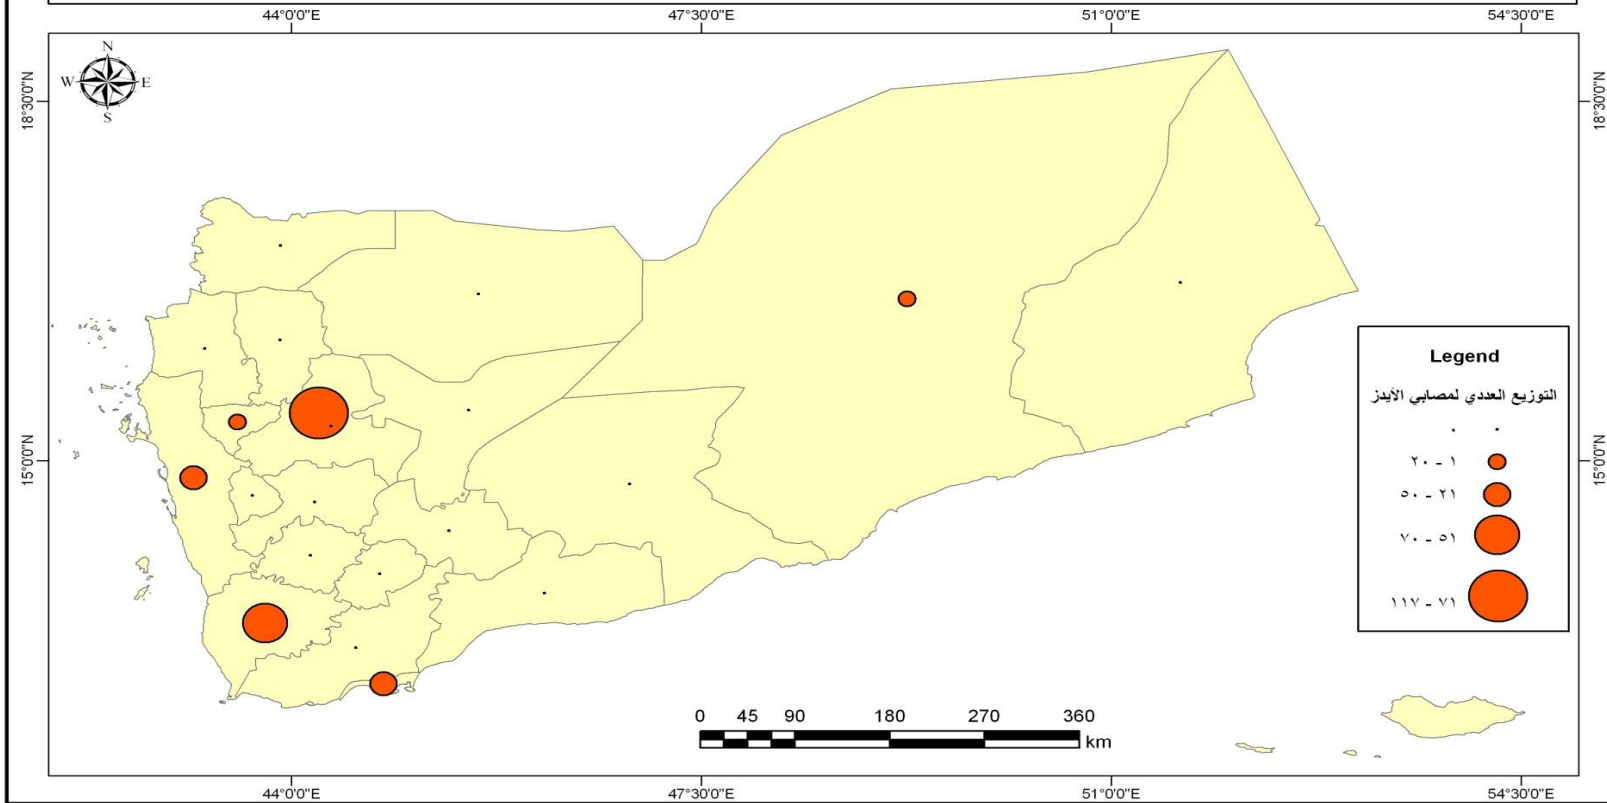 44°0'0"E 47°30'0"E 51°0'0"E 54°30'0"E
N
W E
S
18°30'0"N 18°30'0"N
15°0'0"N 15°0'0"N
Legend
التوزيع العددي لمصابي الأيدز
٠
١ - ٢٠
٢١ - ٥٠
٥١ - ٧٠
٧١ - ١١٧
0 45 90 180 270 360
km
44°0'0"E 47°30'0"E 51°0'0"E 54°30'0"E